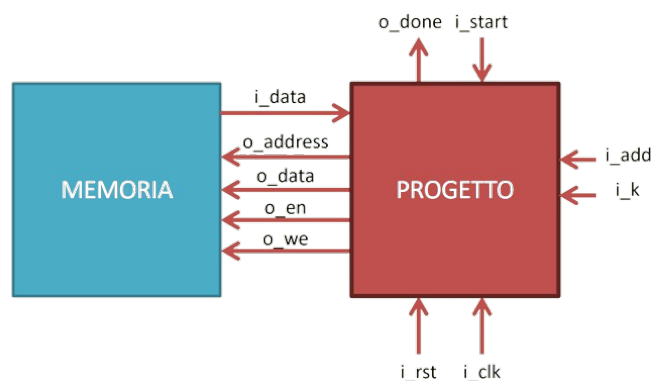 o_done i_start
i_data
o_address
i_add
MEMORIA
o_data
PROGETTO
i_k
o_en
o_we
i_rst i_clk